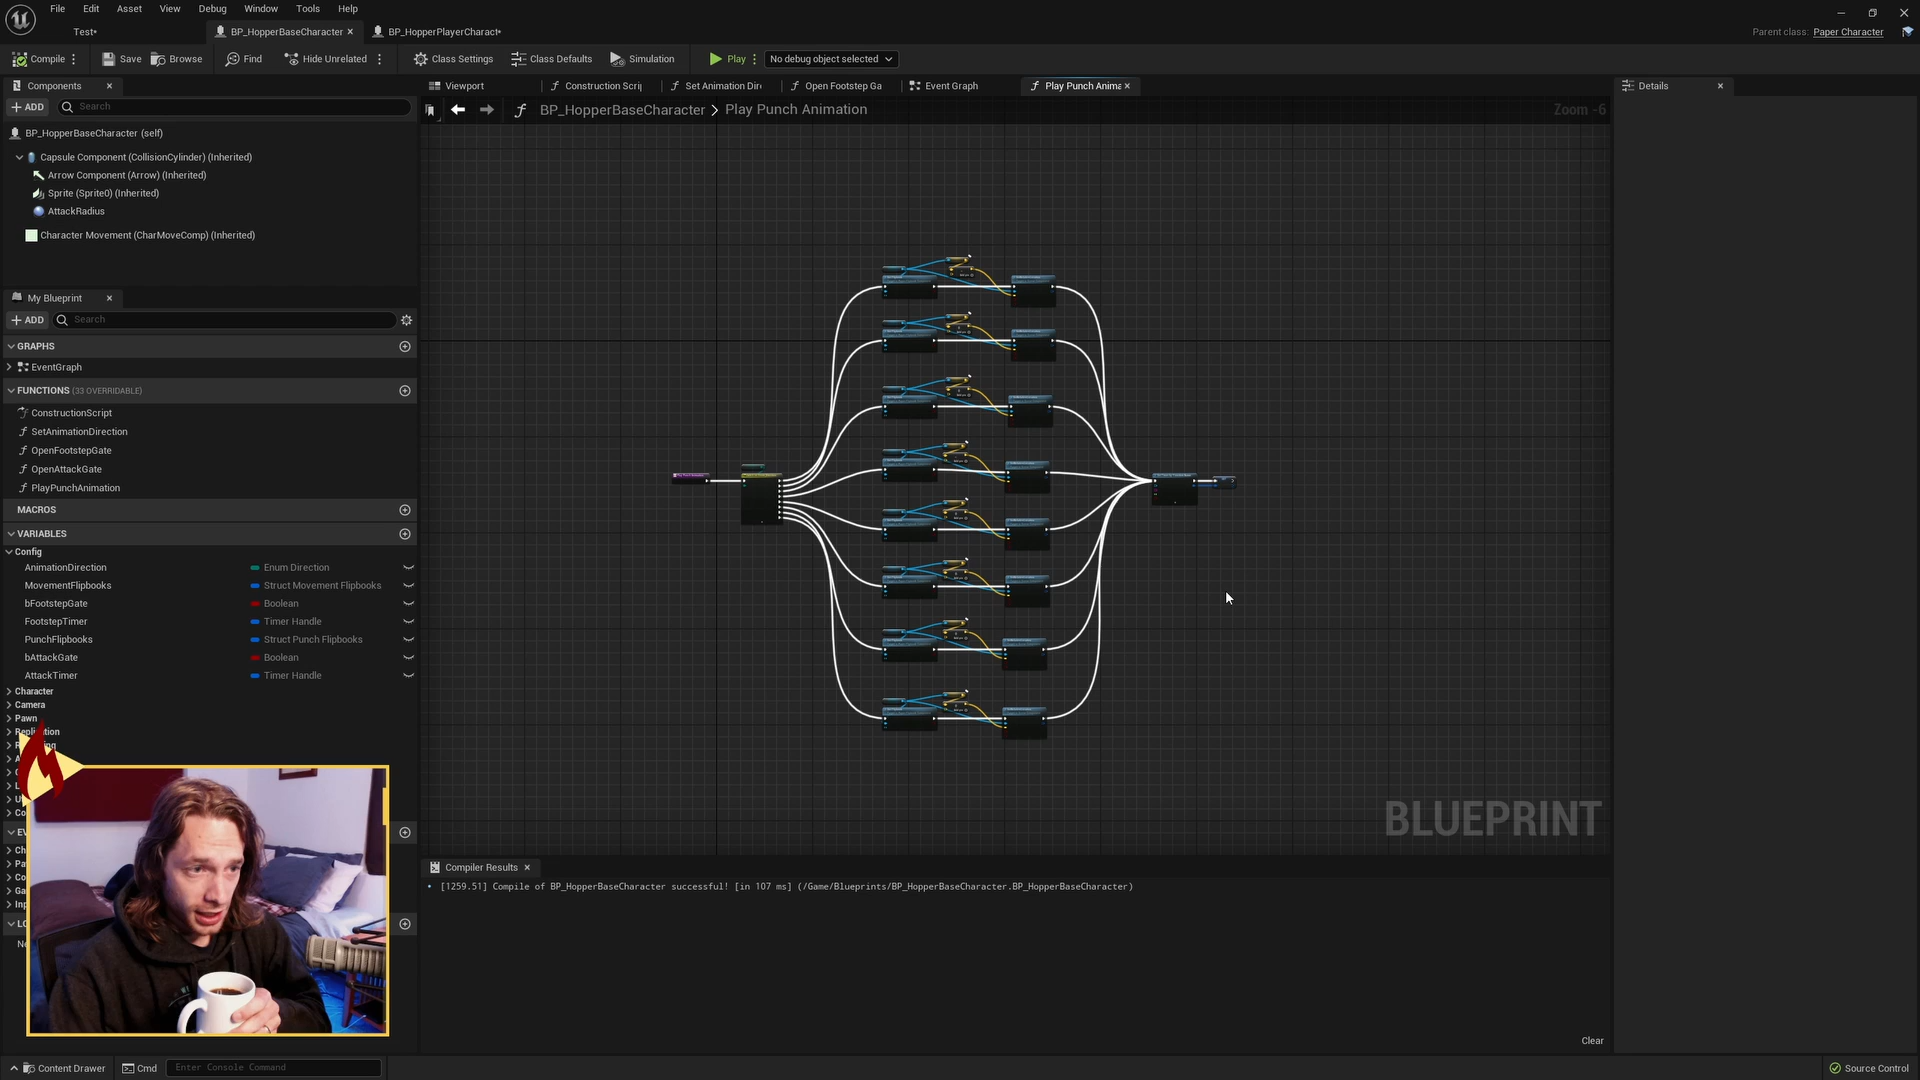 File Edit Asset View Debug Window Tools Help
Test* BP_HopperBaseCharacter BP_HopperPlayerCharact* Parent class: Paper Character
Compile Save Browse Find Hide Unrelated Class Settings Class Defaults Simulation Play No debug object selected
Components Viewport Construction Scrip Set Animation Dire Open Footstep Ga Event Graph Play Punch Anima Details
ADD Search BP_HopperBaseCharacter > Play Punch Animation Zoom -6
BP_HopperBaseCharacter (self)
Capsule Component (CollisionCylinder) (Inherited)
Arrow Component (Arrow) (Inherited)
Sprite (Sprite0) (Inherited)
AttackRadius
Character Movement (CharMoveComp) (Inherited)
My Blueprint
ADD Search
GRAPHS
EventGraph
FUNCTIONS (33 OVERRIDABLE)
ConstructionScript
SetAnimationDirection
OpenFootstepGate
OpenAttackGate
PlayPunchAnimation
MACROS
VARIABLES
Config
AnimationDirection Enum Direction
MovementFlipbooks Struct Movement Flipbooks
bFootstepGate Boolean
FootstepTimer Timer Handle
PunchFlipbooks Struct Punch Flipbooks
bAttackGate Boolean
AttackTimer Timer Handle
Character
Camera
Pawn
BLUEPRINT
Compiler Results
[1259.51] Compile of BP_HopperBaseCharacter successful! [in 107 ms] (/Game/Blueprints/BP_HopperBaseCharacter.BP_HopperBaseCharacter)
Clear
Content Drawer Cmd Enter Console Command Source Control